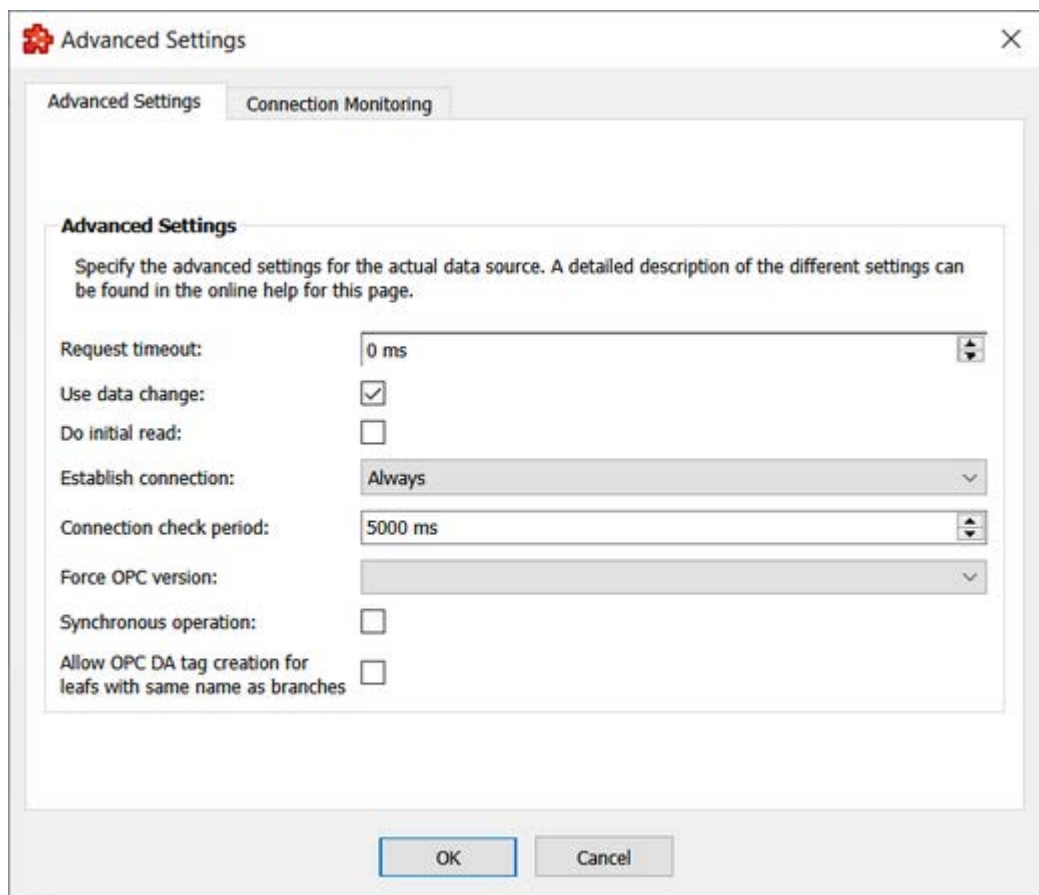 Advanced Settings
Advanced Settings
Connection Monitoring
Advanced Settings
Specify the advanced settings for the actual data source. A detailed description of the different settings can
be found in the online help for this page.
Request timeout:
0 ms
Use data change:
Do initial read:
Establish connection:
Always
Connection check period:
5000 ms
Force OPC version:
Synchronous operation:
Allow OPC DA tag creation for
leafs with same name as branches
OK
Cancel